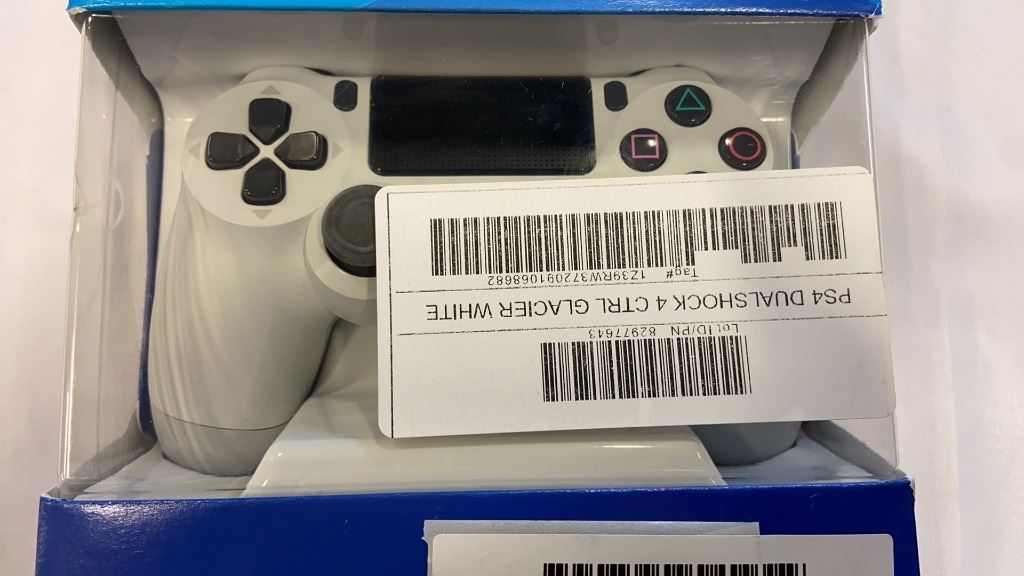 Lot ID/PN 82977643
PS4 DUALSHOCK 4 CTRL GLACIER WHITE
Tag# 1Z39RW372091068682